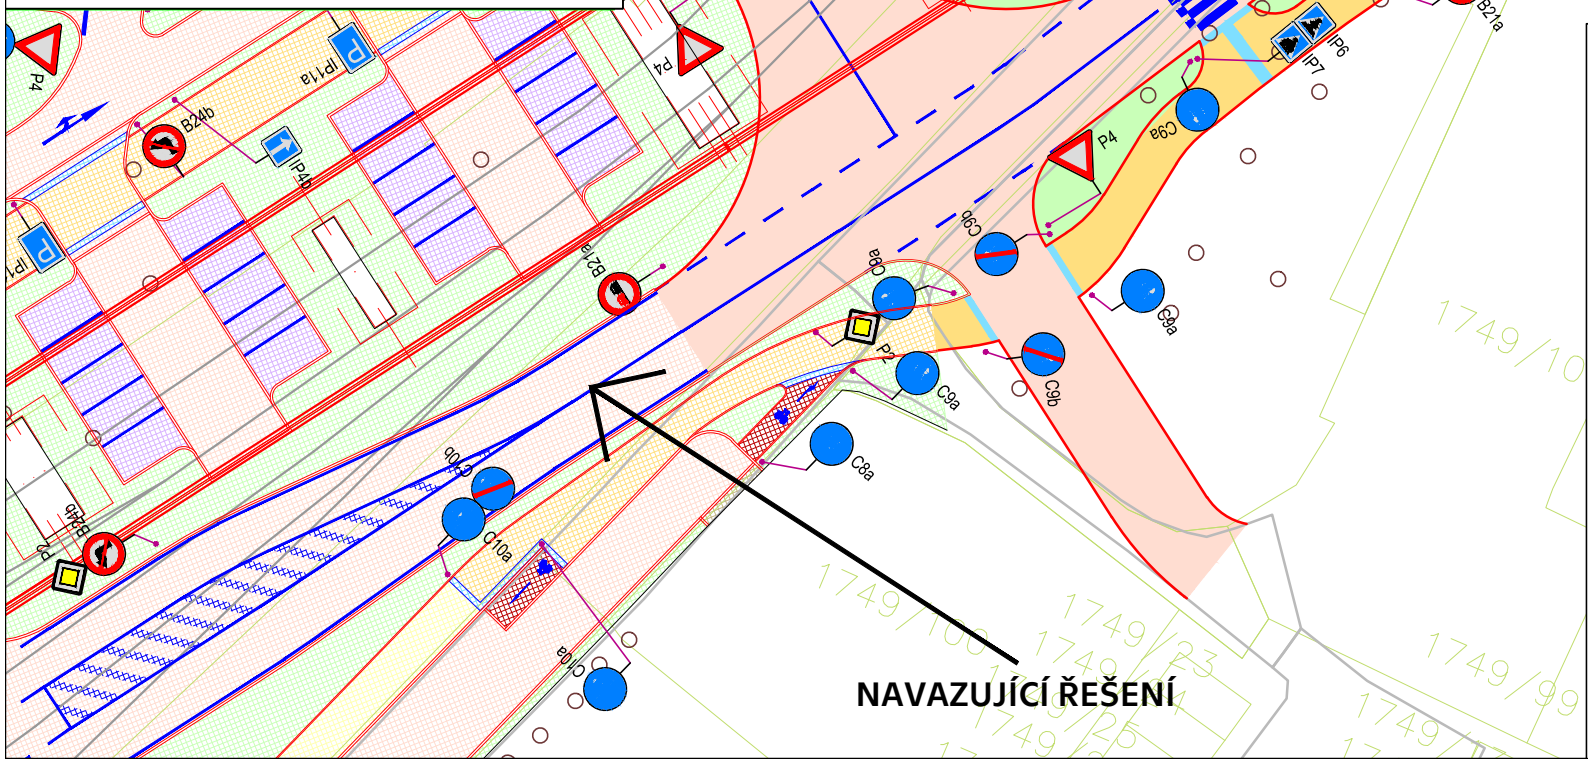 B21a
IP6
IP7
P4
IP11a
P4
B24b
IP4b
C9a
P4
C9b
B21a
C9a
P2
C9a
C9a
C9b
1749/10
C8a
C10a
P2
B24b
1749/100
1749/23
C10a
1749/99
NAVAZUJÍCÍ ŘEŠENÍ
1749/25